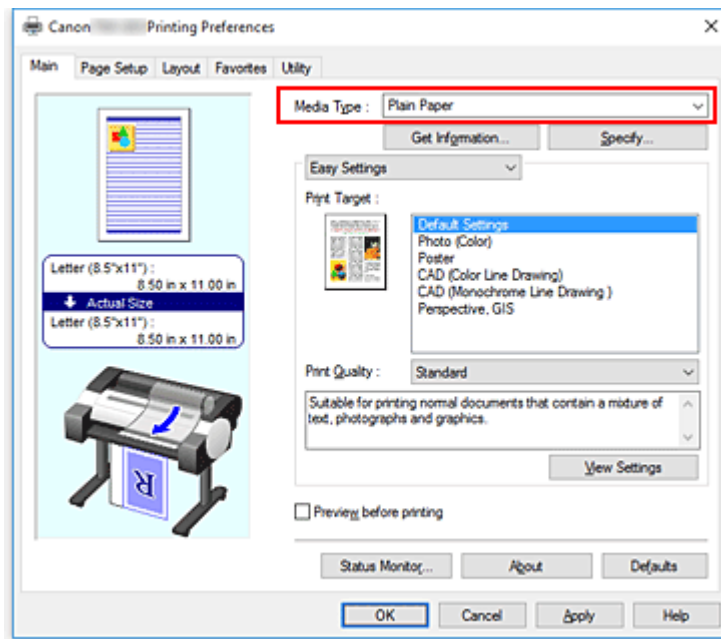 Canon Printing Preferences
Main Page Setup Layout Favorites Utility
Media Type : Plain Paper
Get Information... Specify...
Easy Settings
Print Target :
Default Settings
Photo (Color)
Poster
CAD (Color Line Drawing)
CAD (Monochrome Line Drawing )
Perspective, GIS
Letter (8.5"x11") :
8.50 in x 11.00 in
Actual Size
Letter (8.5"x11") :
8.50 in x 11.00 in
R
Print Quality : Standard
Suitable for printing normal documents that contain a mixture of
text, photographs and graphics.
View Settings
Preview before printing
Status Monitor... About Defaults
OK Cancel Apply Help